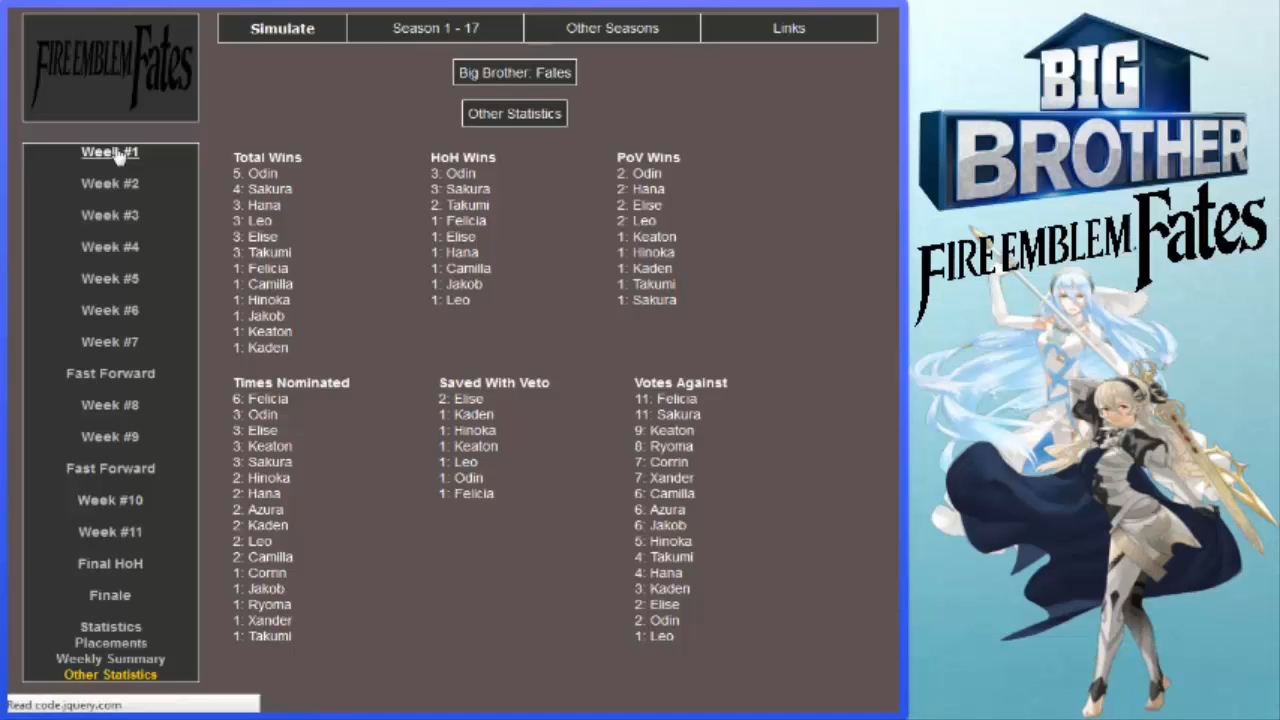 FIRE EMBLEM Fates
Simulate
Season 1 - 17
Other Seasons
Links
Big Brother: Fates
Other Statistics
Week #1
Week #2
Week #3
Week #4
Week #5
Week #6
Week #7
Fast Forward
Week #8
Week #9
Fast Forward
Week #10
Week #11
Final HoH
Finale
Statistics
Placements
Weekly Summary
Other Statistics
Total Wins
5: Odin
4: Sakura
3: Hana
3: Leo
3: Elise
3: Takumi
1: Felicia
1: Camilla
1: Hinoka
1: Jakob
1: Keaton
1: Kaden
HoH Wins
3: Odin
3: Sakura
2: Takumi
1: Felicia
1: Elise
1: Hana
1: Camilla
1: Jakob
1: Leo
PoV Wins
2: Odin
2: Hana
2: Elise
2: Leo
1: Keaton
1: Hinoka
1: Kaden
1: Takumi
1: Sakura
Times Nominated
6: Felicia
3: Odin
3: Elise
3: Keaton
3: Sakura
2: Hinoka
2: Hana
2: Azura
2: Kaden
2: Leo
2: Camilla
1: Corrin
1: Jakob
1: Ryoma
1: Xander
1: Takumi
Saved With Veto
2: Elise
1: Kaden
1: Hinoka
1: Keaton
1: Leo
1: Odin
1: Felicia
Votes Against
11: Felicia
11: Sakura
9: Keaton
8: Ryoma
7: Corrin
7: Xander
6: Camilla
6: Azura
6: Jakob
5: Hinoka
4: Takumi
4: Hana
3: Kaden
2: Elise
2: Odin
1: Leo
Read code.jquery.com
BIG
BROTHER
FIRE EMBLEM Fates